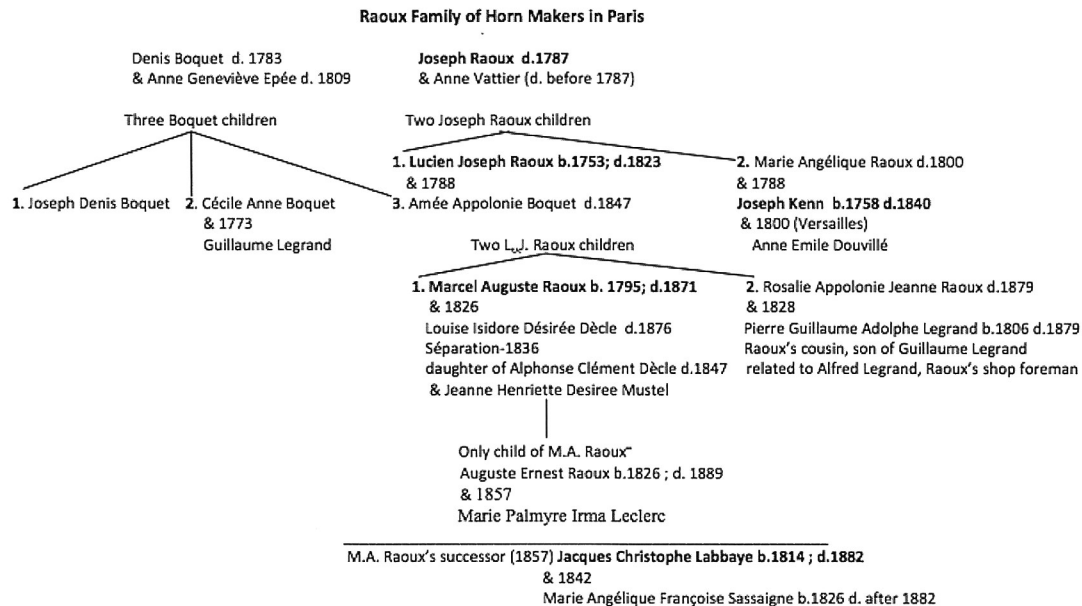 Raoux Family of Horn Makers in Paris
Denis Boquet d. 1783
& Anne Geneviève Epée d. 1809
Joseph Raoux d.1787
& Anne Vattier (d. before 1787)
Three Boquet children
Two Joseph Raoux children
1. Lucien Joseph Raoux b.1753; d.1823
& 1788
2. Marie Angélique Raoux d.1800
& 1788
1. Joseph Denis Boquet
2. Cécile Anne Boquet
& 1773
Guillaume Legrand
3. Amée Appolonie Boquet d.1847
Joseph Kenn b.1758 d.1840
& 1800 (Versailles)
Anne Emile Douvillé
Two L.J. Raoux children
1. Marcel Auguste Raoux b. 1795; d.1871
& 1826
Louise Isidore Désirée Dècle d.1876
Séparation-1836
daughter of Alphonse Clément Dècle d.1847
& Jeanne Henriette Desiree Mustel
2. Rosalie Appolonie Jeanne Raoux d.1879
& 1828
Pierre Guillaume Adolphe Legrand b.1806 d.1879
Raoux's cousin, son of Guillaume Legrand
related to Alfred Legrand, Raoux's shop foreman
Only child of M.A. Raoux
Auguste Ernest Raoux b.1826 ; d. 1889
& 1857
Marie Palmyre Irma Leclerc
M.A. Raoux's successor (1857) Jacques Christophe Labbaye b.1814 ; d.1882
& 1842
Marie Angélique Françoise Sassaigne b.1826 d. after 1882